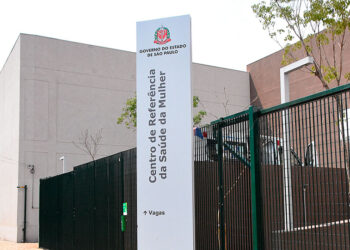 GOVERNO DO ESTADO
DE SÃO PAULO
Centro de Referência
da Saúde da Mulher
↑ Vagas